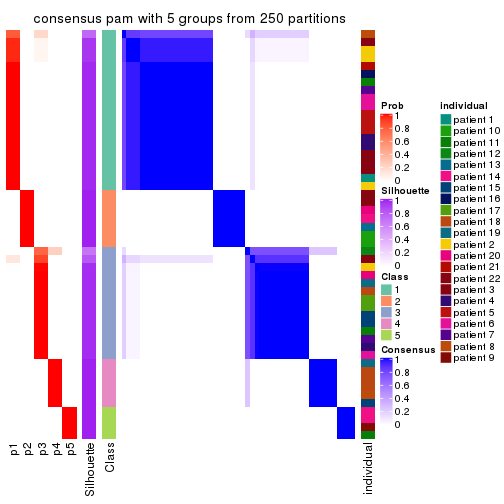 consensus pam with 5 groups from 250 partitions
Prob
1
0.8
0.6
0.4
0.2
0
Silhouette
1
0.8
0.6
0.4
0.2
0
Class
1
2
3
4
5
Consensus
1
0.8
0.6
0.4
0.2
0
individual
patient 1
patient 10
patient 11
patient 12
patient 13
patient 14
patient 15
patient 16
patient 17
patient 18
patient 19
patient 2
patient 20
patient 21
patient 22
patient 3
patient 4
patient 5
patient 6
patient 7
patient 8
patient 9
p1
p2
p3
p4
p5
Silhouette
Class
individual